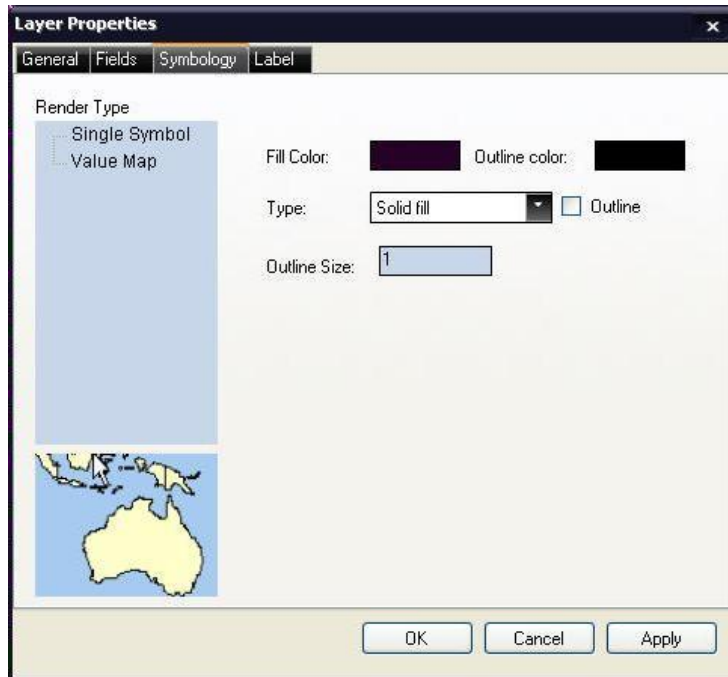 Layer Properties
General Fields Symbology Label
Render Type
Single Symbol
Value Map
Fill Color: Outline color:
Type: Solid fill Outline
Outline Size: 1
OK Cancel Apply